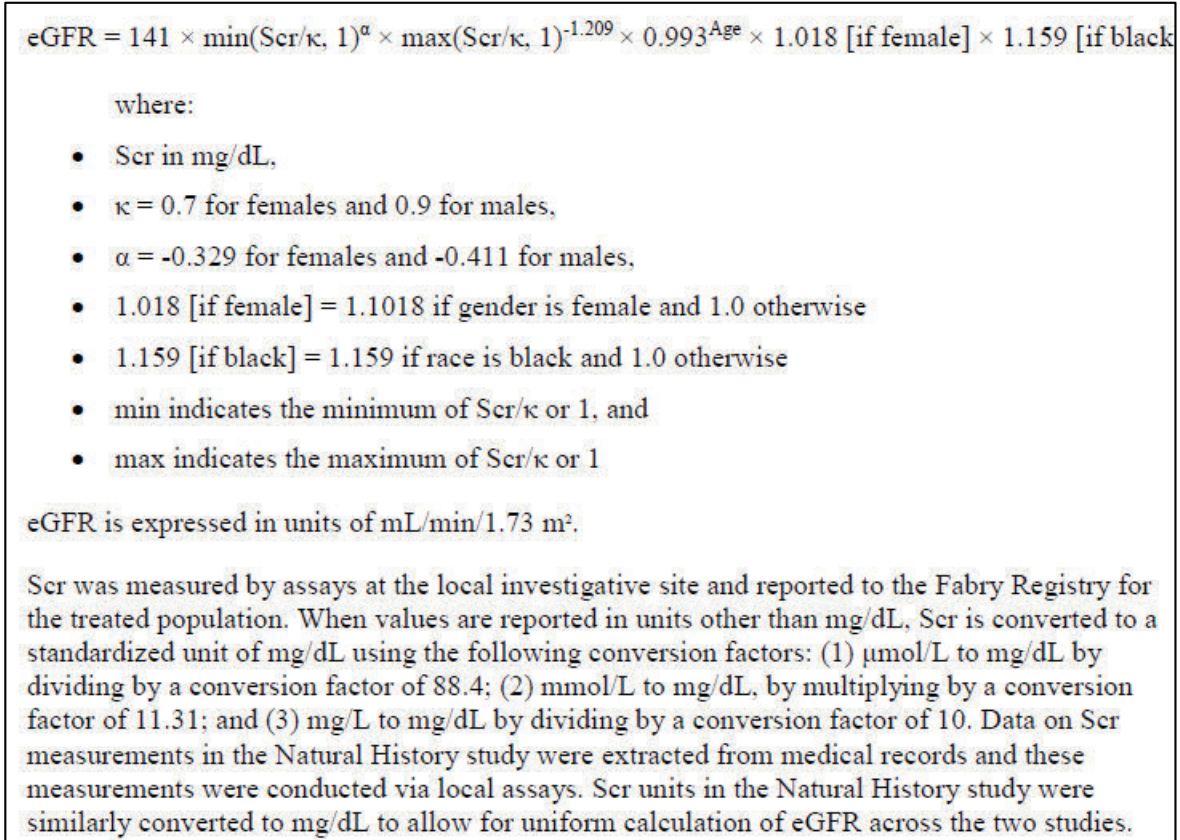 eGFR = 141 × min(Scr/κ, 1)^α × max(Scr/κ, 1)^-1.209 × 0.993^Age × 1.018 [if female] × 1.159 [if black
where:
• Scr in mg/dL,
• κ = 0.7 for females and 0.9 for males,
• α = -0.329 for females and -0.411 for males,
• 1.018 [if female] = 1.1018 if gender is female and 1.0 otherwise
• 1.159 [if black] = 1.159 if race is black and 1.0 otherwise
• min indicates the minimum of Scr/κ or 1, and
• max indicates the maximum of Scr/κ or 1
eGFR is expressed in units of mL/min/1.73 m².
Scr was measured by assays at the local investigative site and reported to the Fabry Registry for
the treated population. When values are reported in units other than mg/dL, Scr is converted to a
standardized unit of mg/dL using the following conversion factors: (1) μmol/L to mg/dL by
dividing by a conversion factor of 88.4; (2) mmol/L to mg/dL, by multiplying by a conversion
factor of 11.31; and (3) mg/L to mg/dL by dividing by a conversion factor of 10. Data on Scr
measurements in the Natural History study were extracted from medical records and these
measurements were conducted via local assays. Scr units in the Natural History study were
similarly converted to mg/dL to allow for uniform calculation of eGFR across the two studies.